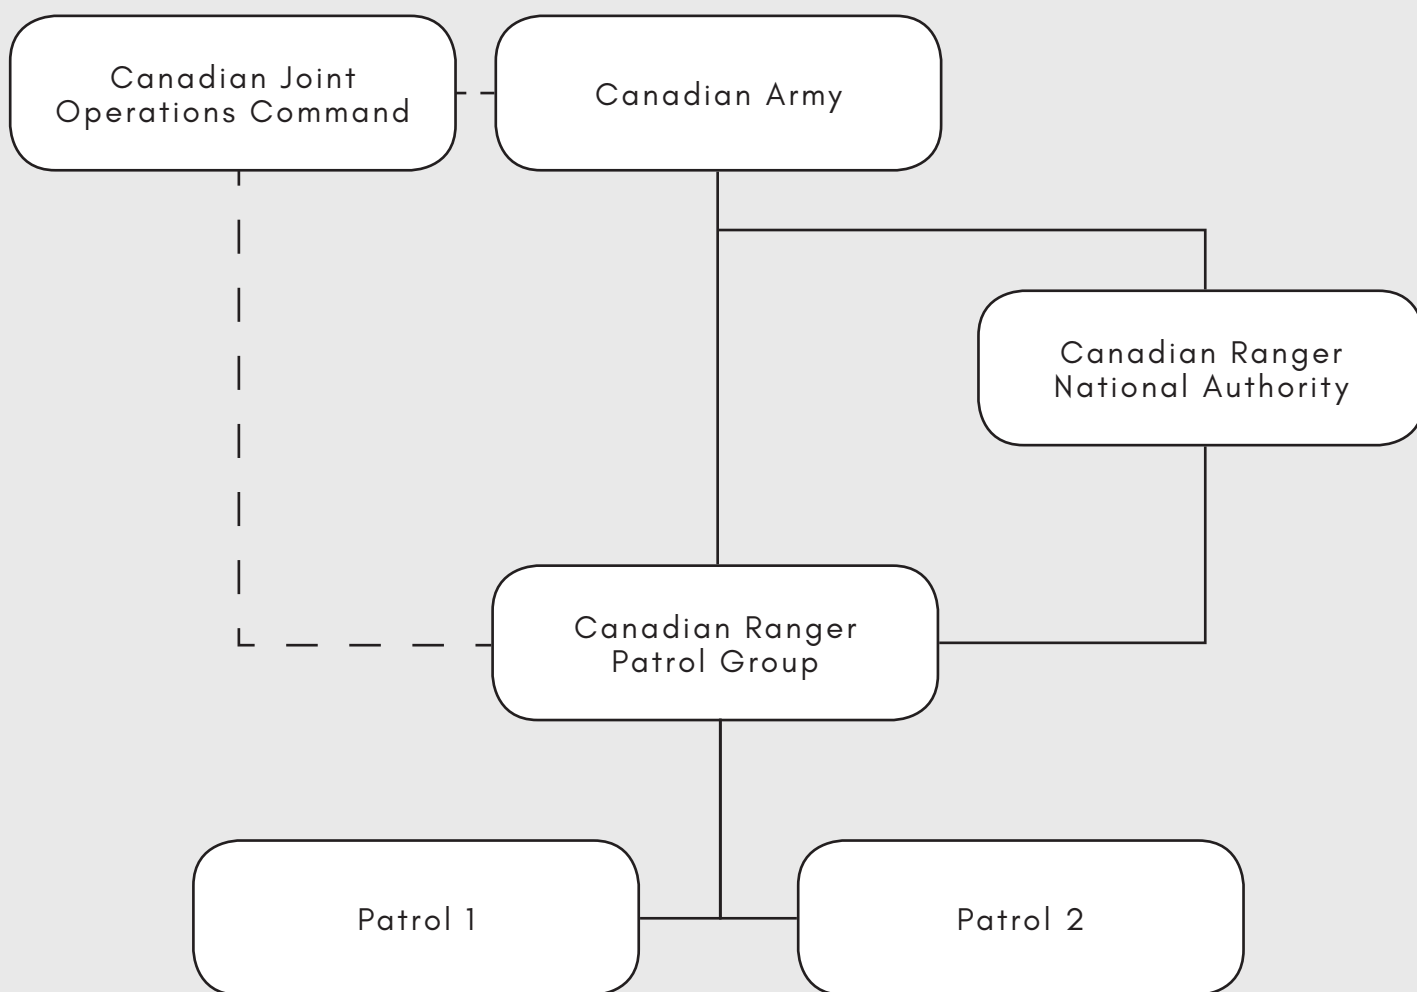 Canadian Joint
Operations Command
Canadian Army
Canadian Ranger
National Authority
Canadian Ranger
Patrol Group
Patrol 1
Patrol 2